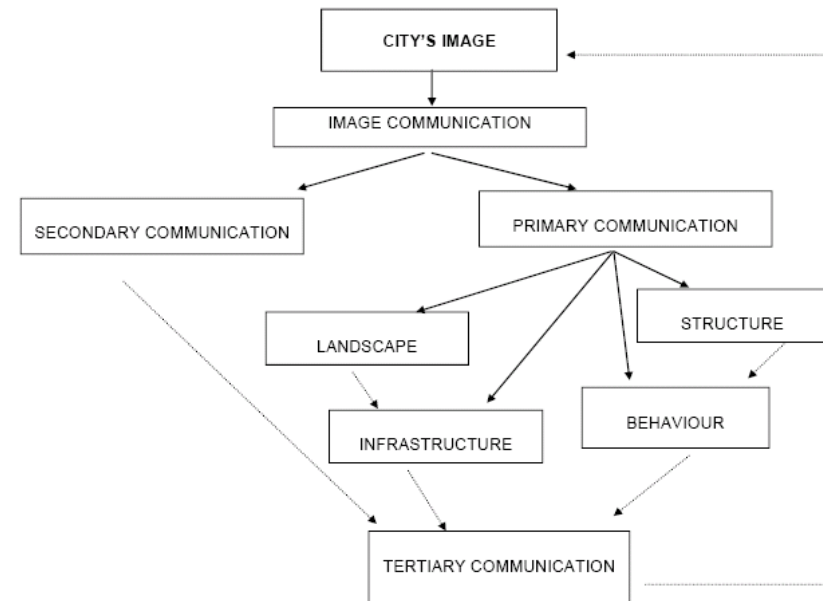 CITY'S IMAGE
IMAGE COMMUNICATION
SECONDARY COMMUNICATION
PRIMARY COMMUNICATION
LANDSCAPE
STRUCTURE
INFRASTRUCTURE
BEHAVIOUR
TERTIARY COMMUNICATION